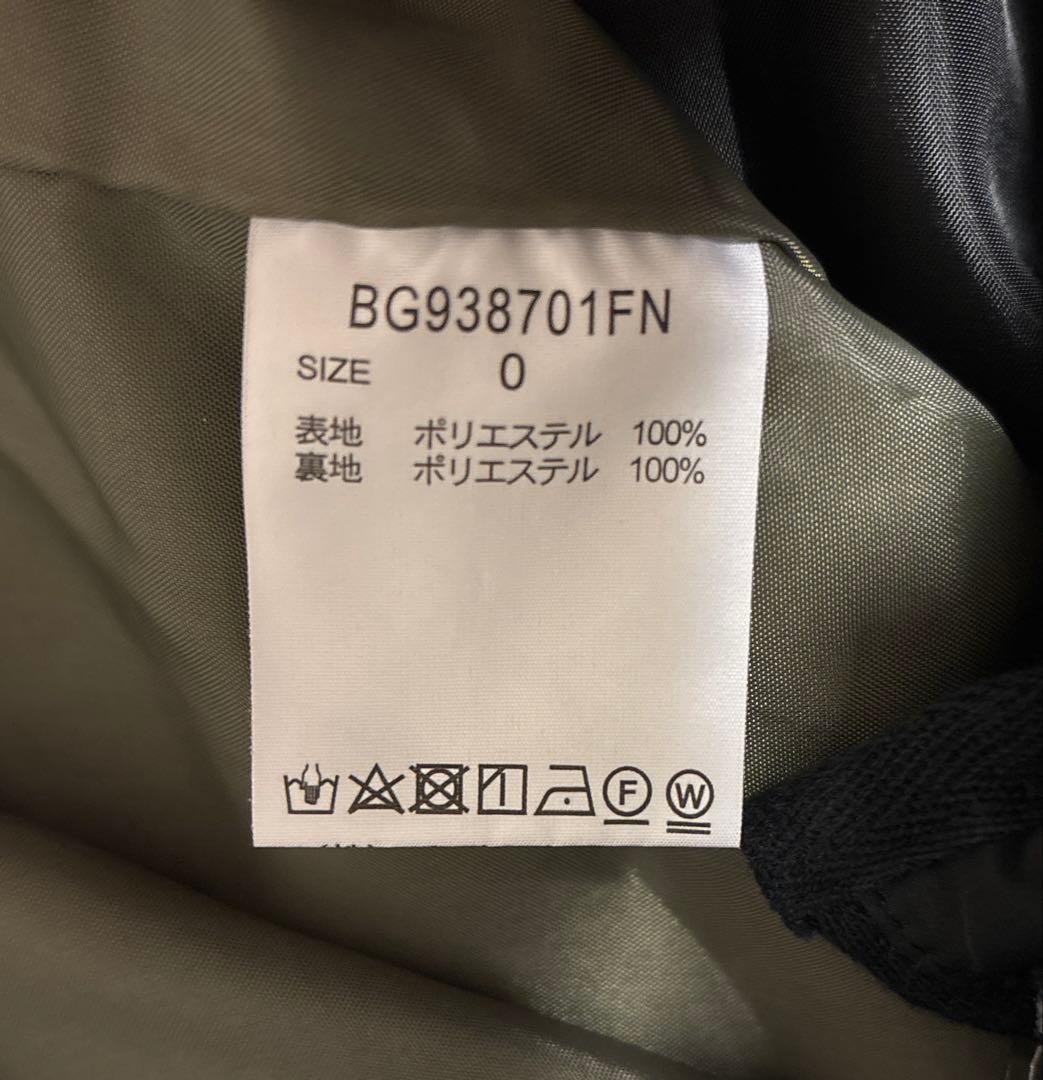 BG938701FN
SIZE 0
表地 ポリエステル 100%
裏地 ポリエステル 100%
F W